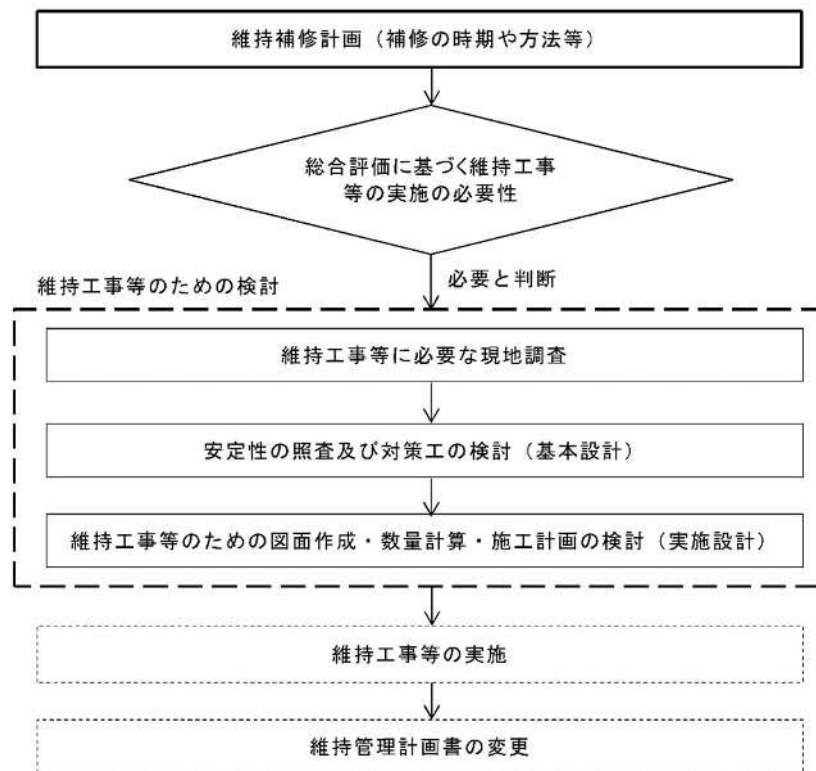 維持補修計画（補修の時期や方法等）
総合評価に基づく維持工事
等の実施の必要性
必要と判断
維持工事等のための検討
維持工事等に必要な現地調査
安定性の照査及び対策工の検討（基本設計）
維持工事等のための図面作成・数量計算・施工計画の検討（実施設計）
維持工事等の実施
維持管理計画書の変更